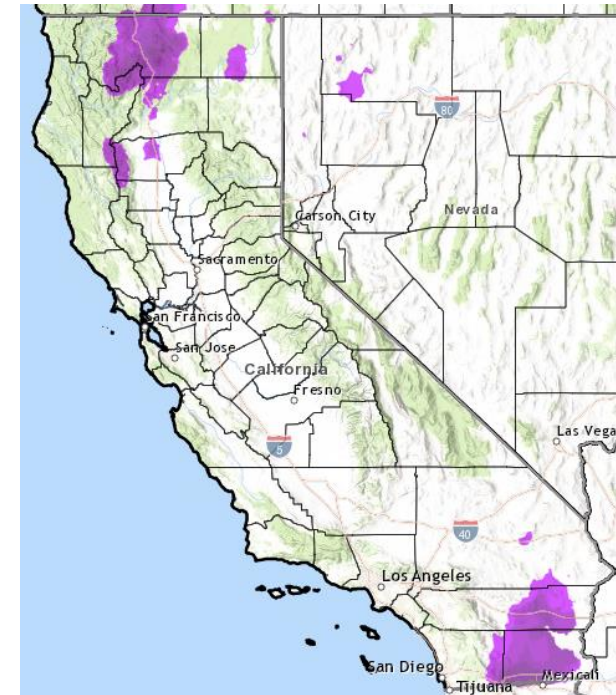 80
Nevada
Carson City
Sacramento
San Francisco
San Jose
California
Fresno
Las Vega
5
40
Los Angeles
San Diego
Tijuana
Mexicali